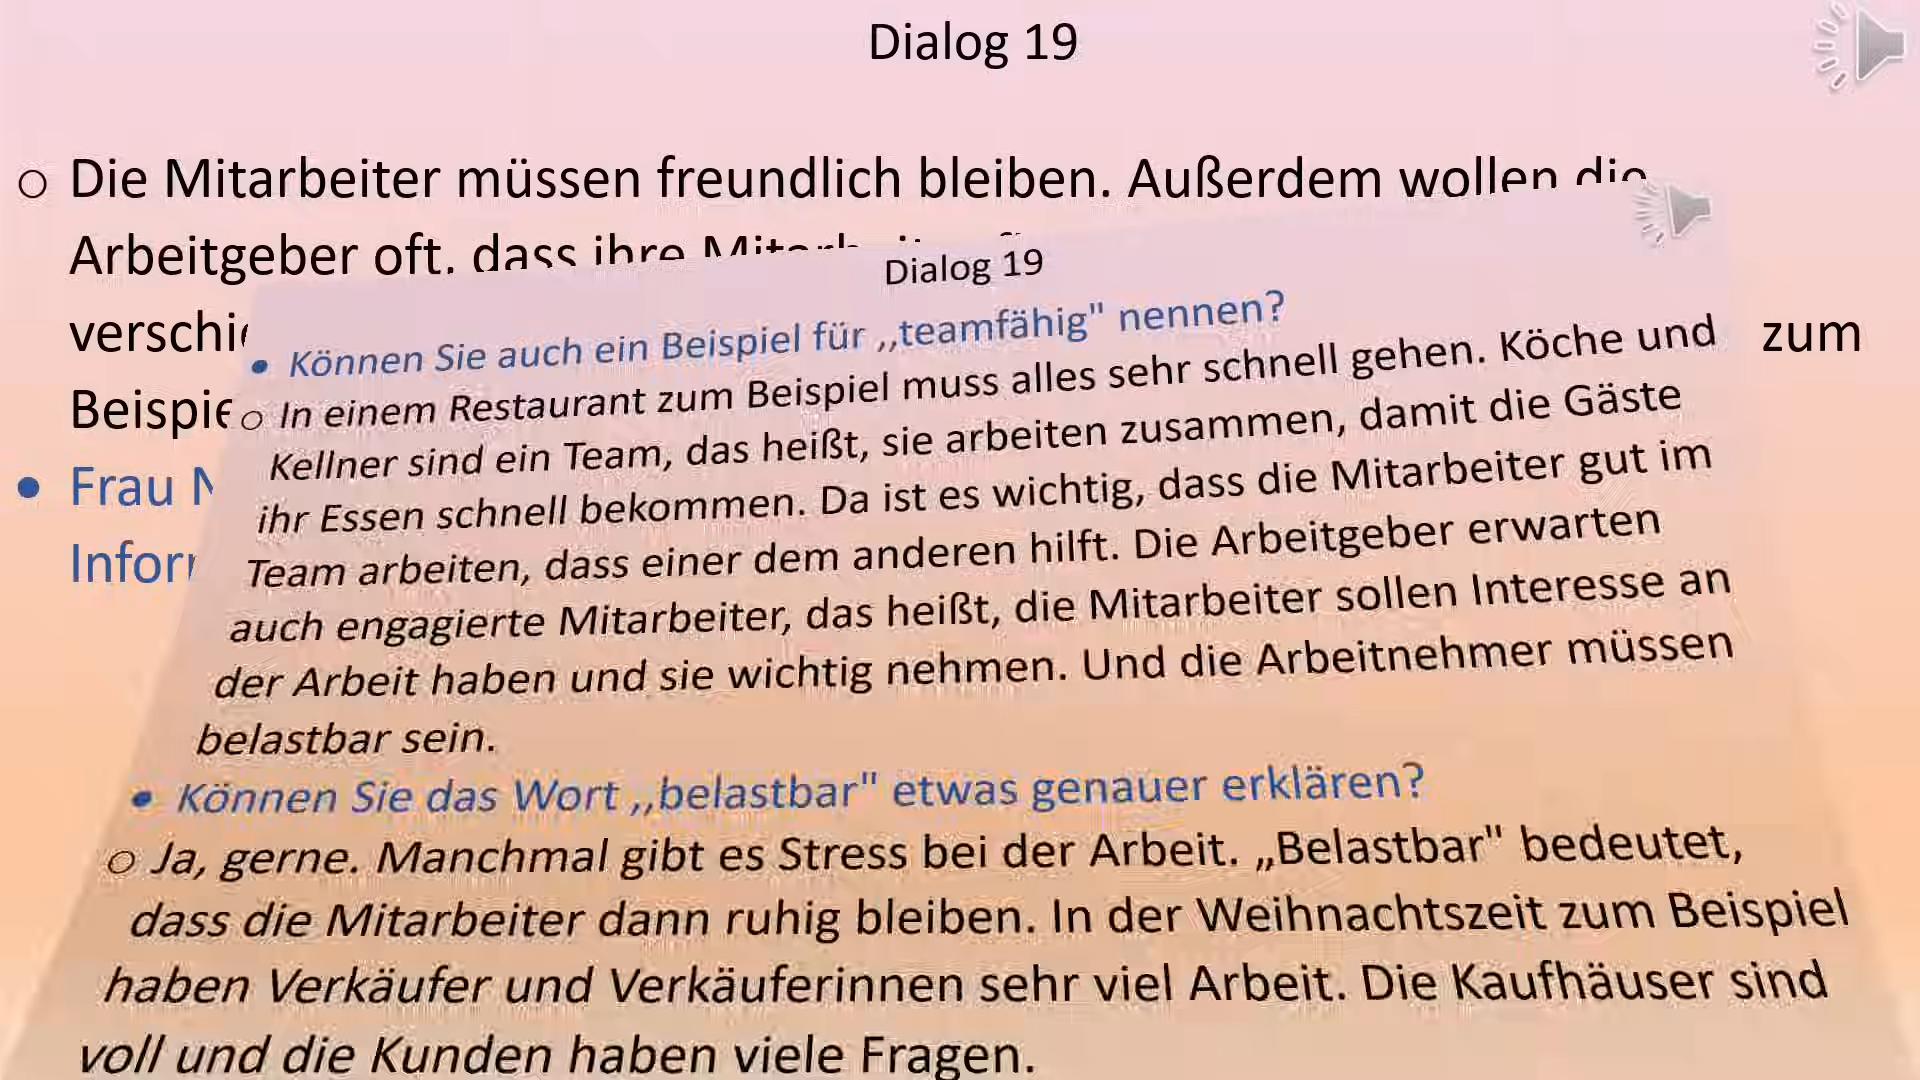 Dialog 19
o Die Mitarbeiter müssen freundlich bleiben. Außerdem wollen die
Arbeitgeber oft, dass ihre
zum
• Frau
Dialog 19
• Können Sie auch ein Beispiel für ,,teamfähig" nennen?
o In einem Restaurant zum Beispiel muss alles sehr schnell gehen. Köche und
Kellner sind ein Team, das heißt, sie arbeiten zusammen, damit die Gäste
ihr Essen schnell bekommen. Da ist es wichtig, dass die Mitarbeiter gut im
Team arbeiten, dass einer dem anderen hilft. Die Arbeitgeber erwarten
auch engagierte Mitarbeiter, das heißt, die Mitarbeiter sollen Interesse an
der Arbeit haben und sie wichtig nehmen. Und die Arbeitnehmer müssen
belastbar sein.
• Können Sie das Wort ,,belastbar" etwas genauer erklären?
o Ja, gerne. Manchmal gibt es Stress bei der Arbeit. „Belastbar" bedeutet,
dass die Mitarbeiter dann ruhig bleiben. In der Weihnachtszeit zum Beispiel
haben Verkäufer und Verkäuferinnen sehr viel Arbeit. Die Kaufhäuser sind
voll und die Kunden haben viele Fragen.